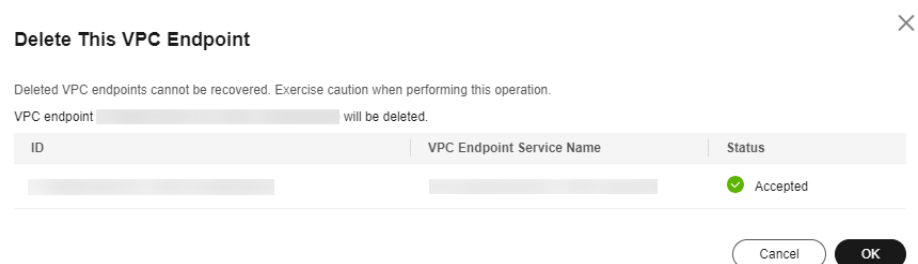 Delete This VPC Endpoint
Deleted VPC endpoints cannot be recovered. Exercise caution when performing this operation.
VPC endpoint will be deleted.
ID VPC Endpoint Service Name Status
Accepted
Cancel OK